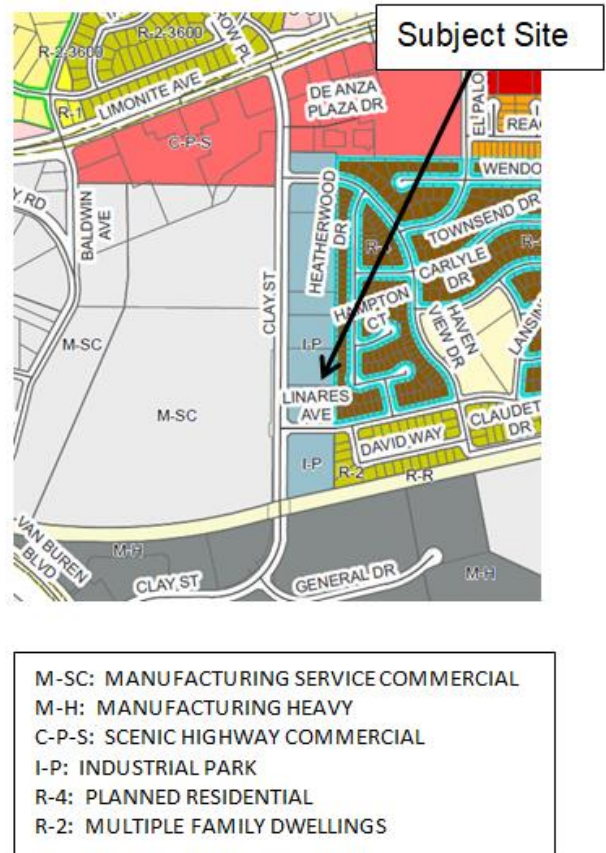 Subject Site
R-2-3600
R-2-3600
R-1
LIMONITE AVE
DE ANZA
PLAZA DR
C-P-S
WENDO
BALDWIN
AVE
HEATHERWOOD
DR
TOWNSEND DR
CARLYLE
DR
CLAY ST
HAMPTON
CT
HAVEN
VIEW DR
M-SC
I-P
M-SC
LINARES
AVE
CLAUDET
DR
DAVID WAY
I-P
R-2
R-R
VAN BUREN
BLVD
M-H
CLAY ST
GENERAL DR
M-H
M-SC: MANUFACTURING SERVICE COMMERCIAL
M-H: MANUFACTURING HEAVY
C-P-S: SCENIC HIGHWAY COMMERCIAL
I-P: INDUSTRIAL PARK
R-4: PLANNED RESIDENTIAL
R-2: MULTIPLE FAMILY DWELLINGS